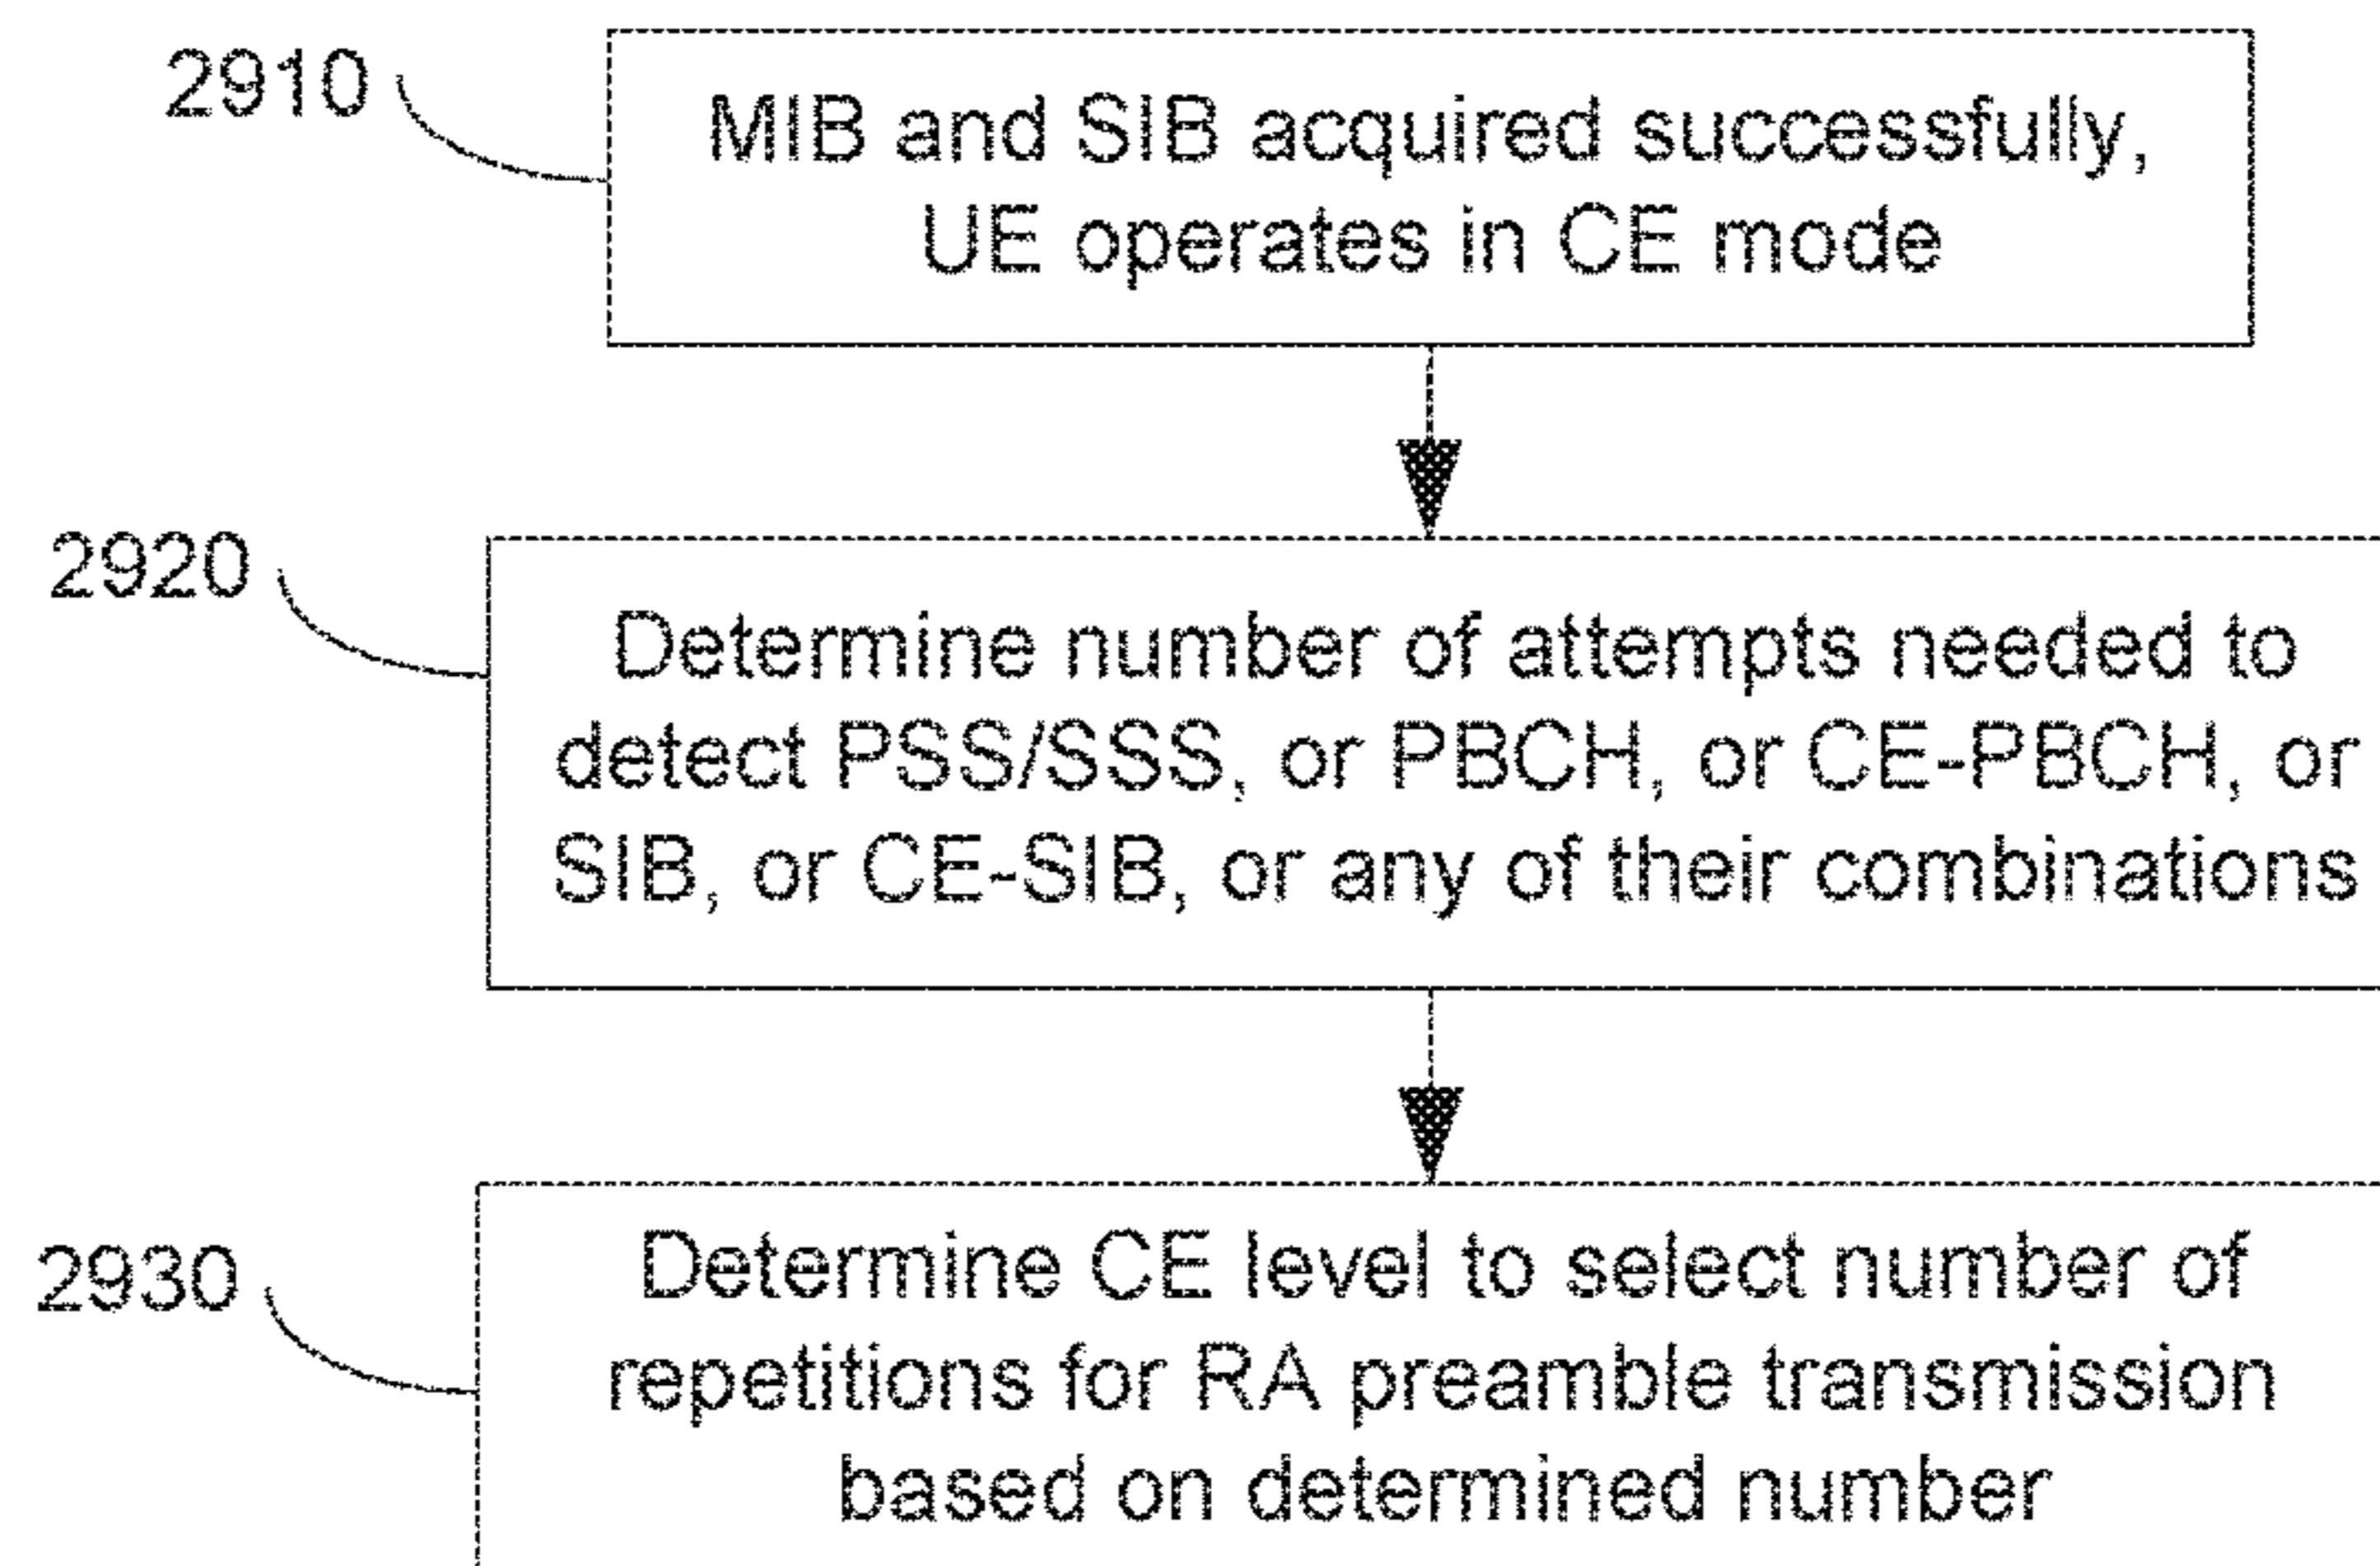 2910
MIB and SIB acquired successfully,
UE operates in CE mode
2920
Determine number of attempts needed to
detect PSS/SSS, or PBCH, or CE-PBCH, or
SIB, or CE-SIB, or any of their combinations
2930
Determine CE level to select number of
repetitions for RA preamble transmission
based on determined number